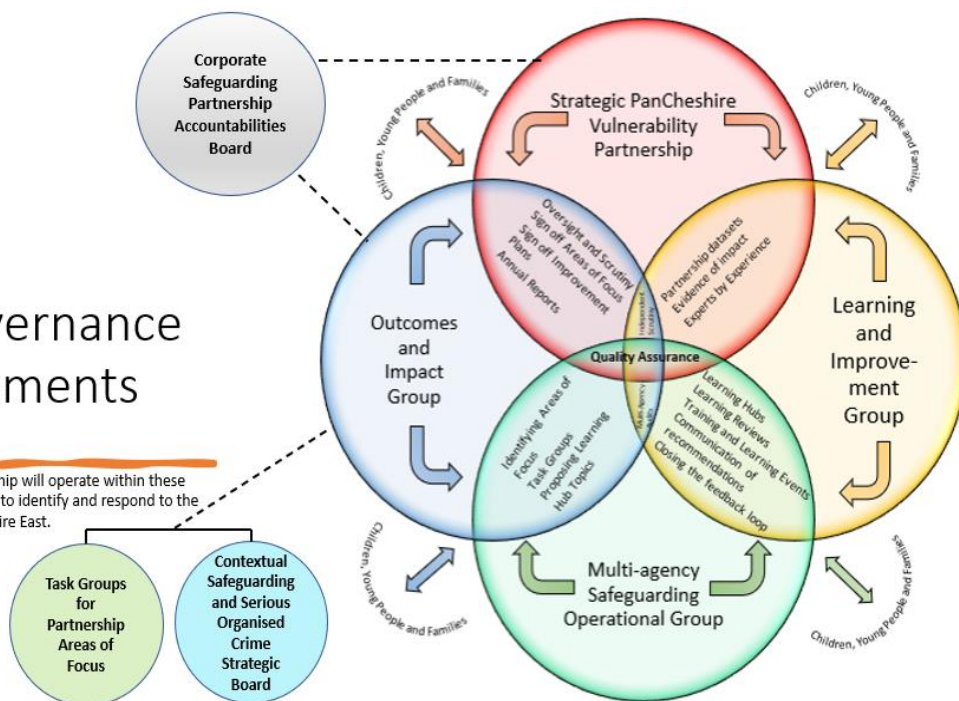 Corporate
Safeguarding
Partnership
Accountabilities
Board
Children, Young People and Families
Strategic PanCheshire
Vulnerability
Partnership
Children, Young People and Families
Oversight and Scrutiny
Sign off Areas of Focus
Sign off Improvement
Plans
Annual Reports
Partnership datasets
Evidence of impact
Experts by Experience
Independent
Scrutiny
vernance
ments
Outcomes
and
Impact
Group
Quality Assurance
Learning
and
Improve-
ment
Group
Multi-Agency
Audits
Identifying Areas of
Focus
Task Groups
Proposing Learning
Hub Topics
Learning Hubs
Learning Reviews
Training and Learning Events
Communication of
recommendations
Closing the feedback loop
hip will operate within these
to identify and respond to the
ire East.
Children, Young People and Families
Multi-agency
Safeguarding
Operational Group
Children, Young People and Families
Task Groups
for
Partnership
Areas of
Focus
Contextual
Safeguarding
and Serious
Organised
Crime
Strategic
Board